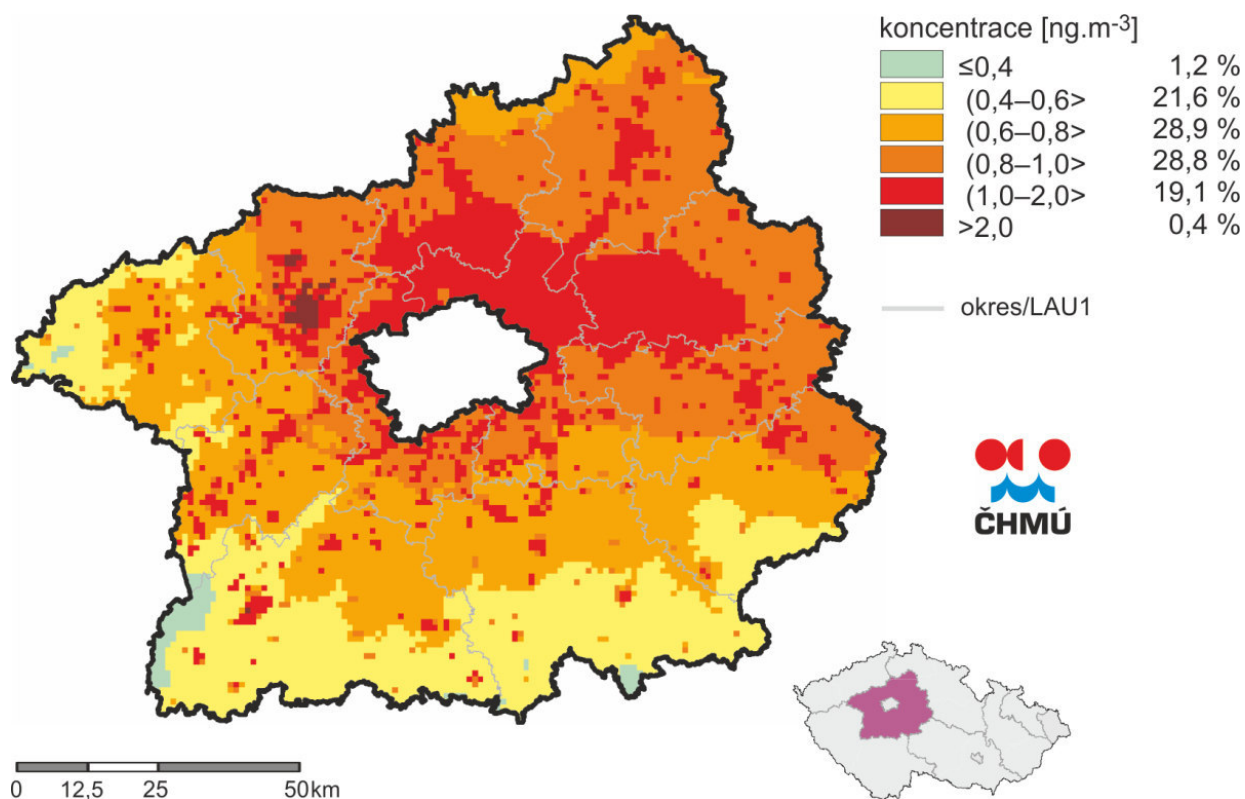 koncentrace [ng.m-3]
≤0,4 1,2 %
(0,4–0,6> 21,6 %
(0,6–0,8> 28,9 %
(0,8–1,0> 28,8 %
(1,0–2,0> 19,1 %
>2,0 0,4 %
okres/LAU1
ČHMÚ
0 12,5 25 50km